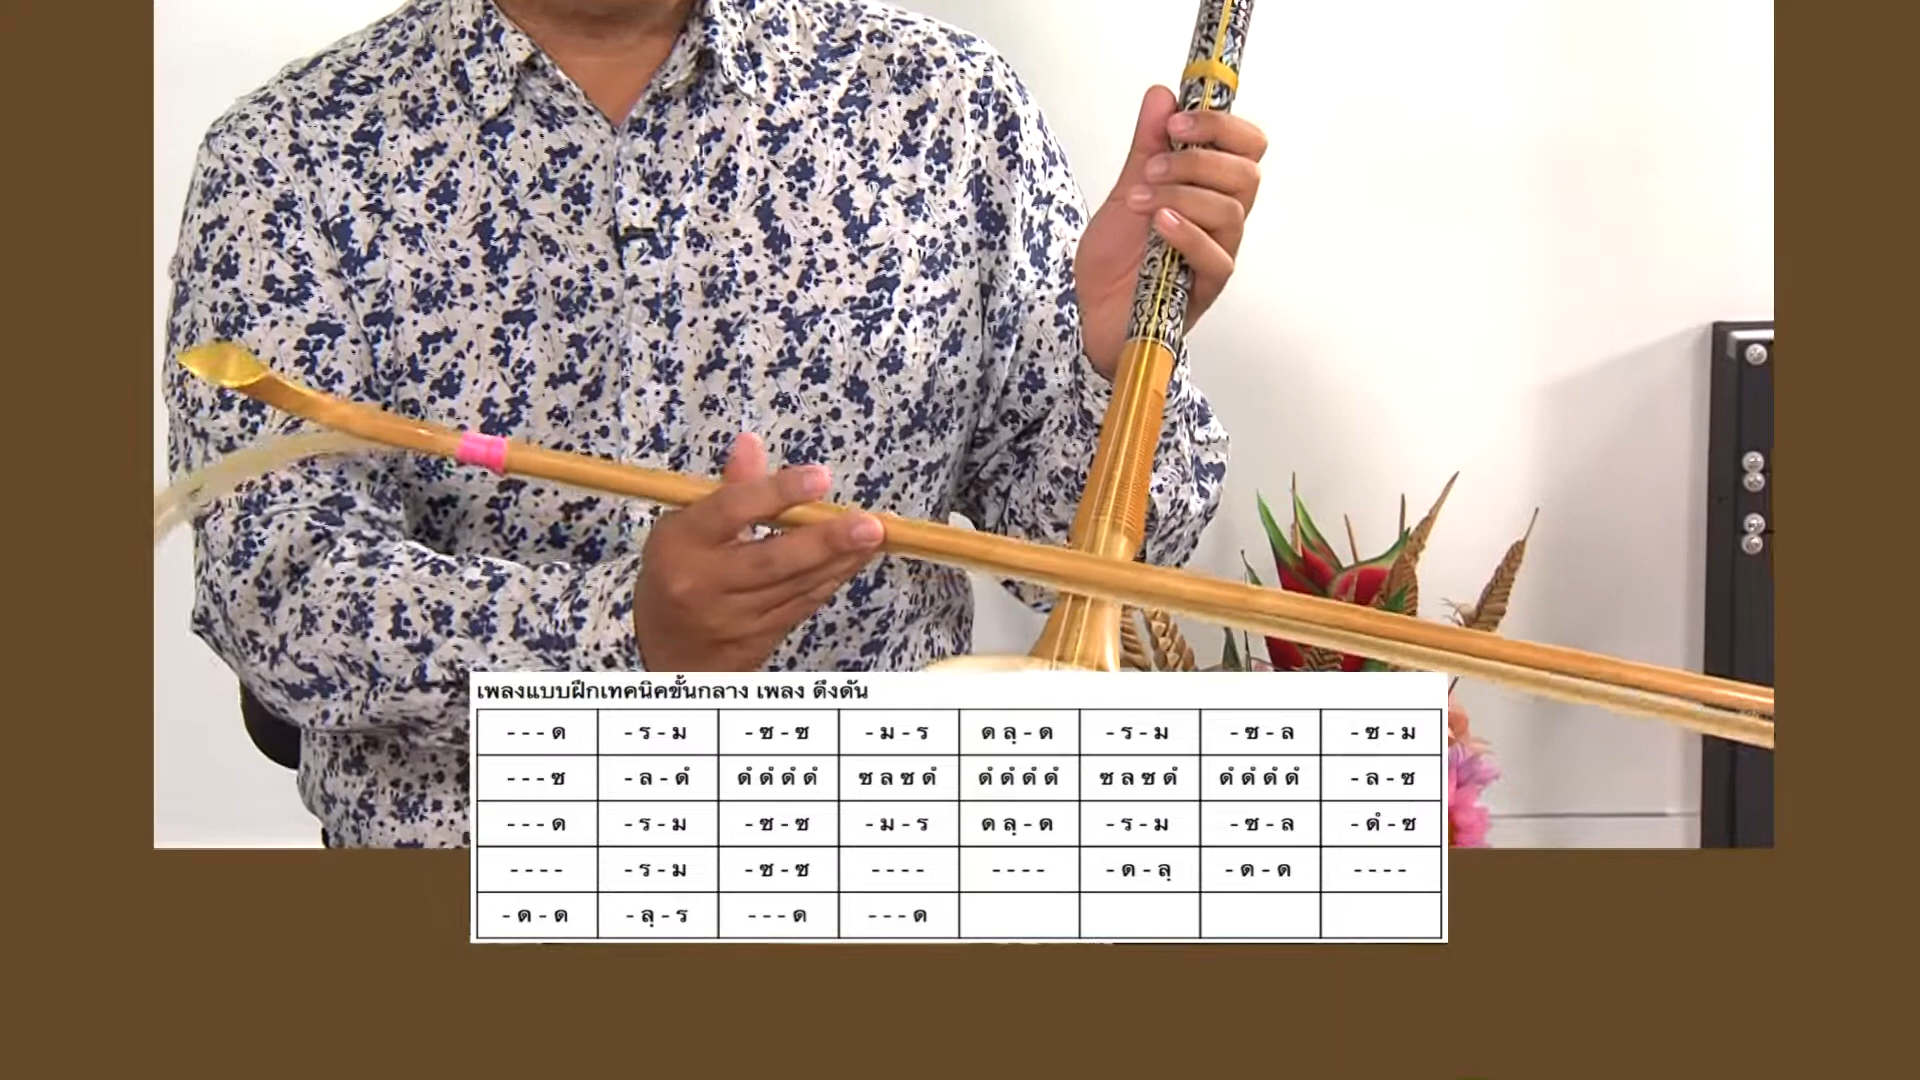 เพลงแบบฝึกเทคนิคขั้นกลาง เพลง ดึงดัน
- - - ด - ร - ม - ซ - ซ - ม - ร ด ลฺ - ด - ร - ม - ซ - ล - ซ - ม
- - - ซ - ล - ดํ ดํ ดํ ดํ ดํ ซ ล ซ ดํ ดํ ดํ ดํ ดํ ซ ล ซ ดํ ดํ ดํ ดํ ดํ - ล - ซ
- - - ด - ร - ม - ซ - ซ - ม - ร ด ลฺ - ด - ร - ม - ซ - ล - ดํ - ซ
- - - - - ร - ม - ซ - ซ - - - - - - - - - ด - ลฺ - ด - ด - - - -
- ด - ด - ลฺ - ร - - - ด - - - ด